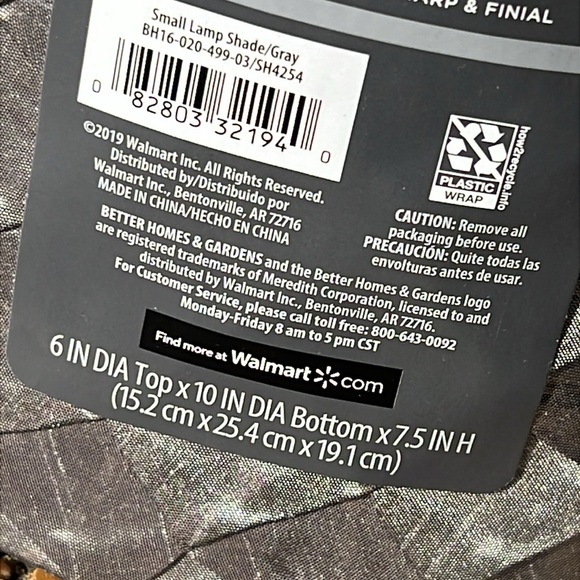 & FINIAL
Small Lamp Shade/Gray
BH16-020-499-03/SH4254
0 82803 32194 0
©2019 Walmart Inc. All Rights Reserved.
Distributed by/Distribuido por
Walmart Inc., Bentonville, AR 72716
MADE IN CHINA/HECHO EN CHINA
how2recycle.info
PLASTIC
WRAP
CAUTION: Remove all
packaging before use.
PRECAUCIÓN: Quite todas las
envolturas antes de usar.
BETTER HOMES & GARDENS and the Better Homes & Gardens logo
are registered trademarks of Meredith Corporation, licensed to and
distributed by Walmart Inc., Bentonville, AR 72716.
For Customer Service, please call toll free: 800-643-0092
Monday-Friday 8 am to 5 pm CST
Find more at Walmart.com
6 IN DIA Top x 10 IN DIA Bottom x 7.5 IN H
(15.2 cm x 25.4 cm x 19.1 cm)